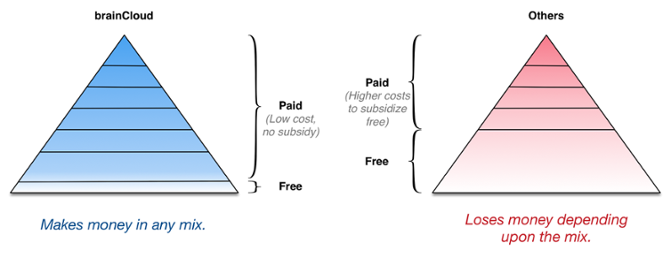 brainCloud
Paid
(Low cost,
no subsidy)
Free
Makes money in any mix.
Others
Paid
(Higher costs
to subsidize
free)
Free
Loses money depending
upon the mix.